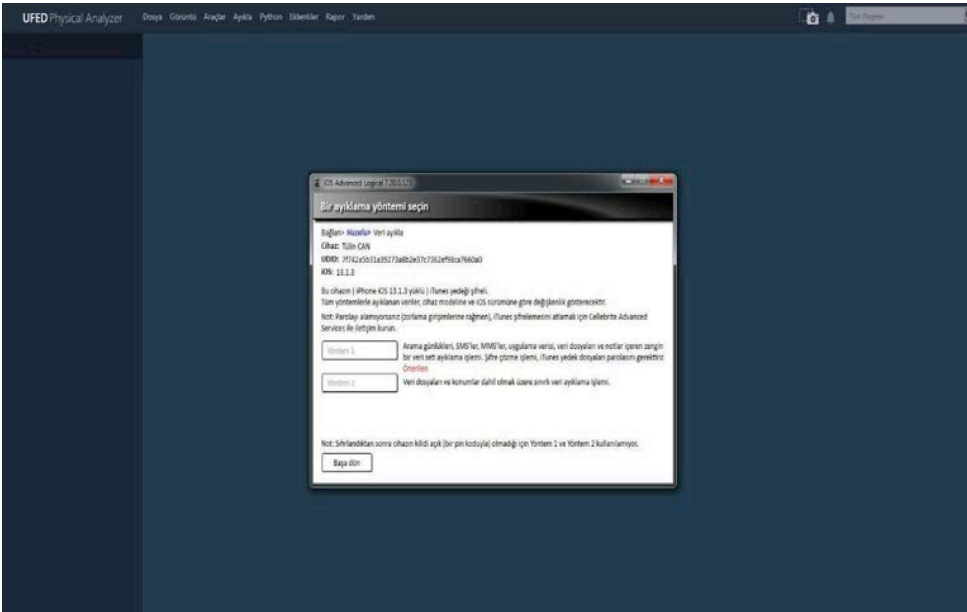 UFED Physical Analyzer Dosya Görüntü Araçlar Ayıkla Python Eklentiler Rapor Yardım
iOS Advanced Logical
Bir ayıklama yöntemi seçin
Bağlan> Hazırla> Veri ayıkla
Cihaz: Tülin CAN
UDID:
iOS: 13.1.3
Bu cihazın ( iPhone iOS 13.1.3 yüklü ) iTunes yedeği şifreli.
Tüm yöntemlerle ayıklanan veriler, cihaz modeline ve iOS sürümüne göre değişkenlik gösterecektir.
Not: Parolayı alamıyorsanız (zorlama girişimlerine rağmen), iTunes şifrelemesini atlamak için Cellebrite Advanced
Services ile iletişim kurun.
Yöntem 1
Arama günlükleri, SMS'ler, MMS'ler, uygulama verisi, veri dosyaları ve notlar içeren zengin
bir veri seti ayıklama işlemi. Şifre çözme işlemi, iTunes yedek dosyaları parolasını gerektirir.
Önerilen
Yöntem 2
Veri dosyaları ve konumlar dahil olmak üzere sınırlı veri ayıklama işlemi.
Not: Sıfırlandıktan sonra cihazın kilidi açık (bir pin koduyla) olmadığı için Yöntem 1 ve Yöntem 2 kullanılamıyor.
Başa dön